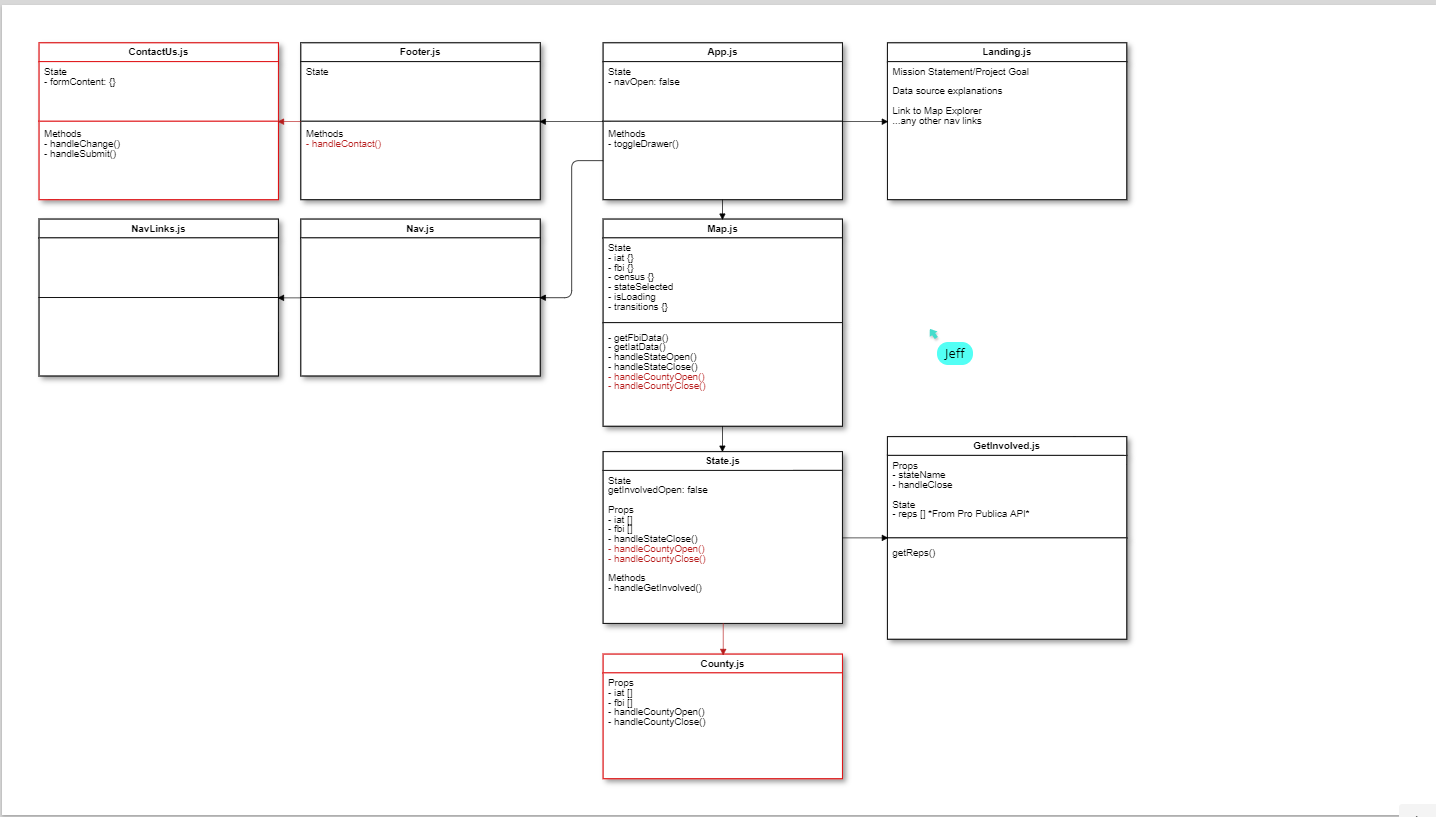 ContactUs.js
State
- formContent: {}
Methods
- handleChange()
- handleSubmit()
Footer.js
State
Methods
- handleContact()
App.js
State
- navOpen: false
Methods
- toggleDrawer()
Landing.js
Mission Statement/Project Goal
Data source explanations
Link to Map Explorer
...any other nav links
NavLinks.js
Nav.js
Map.js
State
- iat {}
- fbi {}
- census {}
- stateSelected
- isLoading
- transitions {}
- getFbiData()
- getIatData()
- handleStateOpen()
- handleStateClose()
- handleCountyOpen()
- handleCountyClose()
Jeff
State.js
State
getInvolvedOpen: false
Props
- iat []
- fbi []
- handleStateClose()
- handleCountyOpen()
- handleCountyClose()
Methods
- handleGetInvolved()
GetInvolved.js
Props
- stateName
- handleClose
State
- reps [] *From Pro Publica API*
getReps()
County.js
Props
- iat []
- fbi []
- handleCountyOpen()
- handleCountyClose()